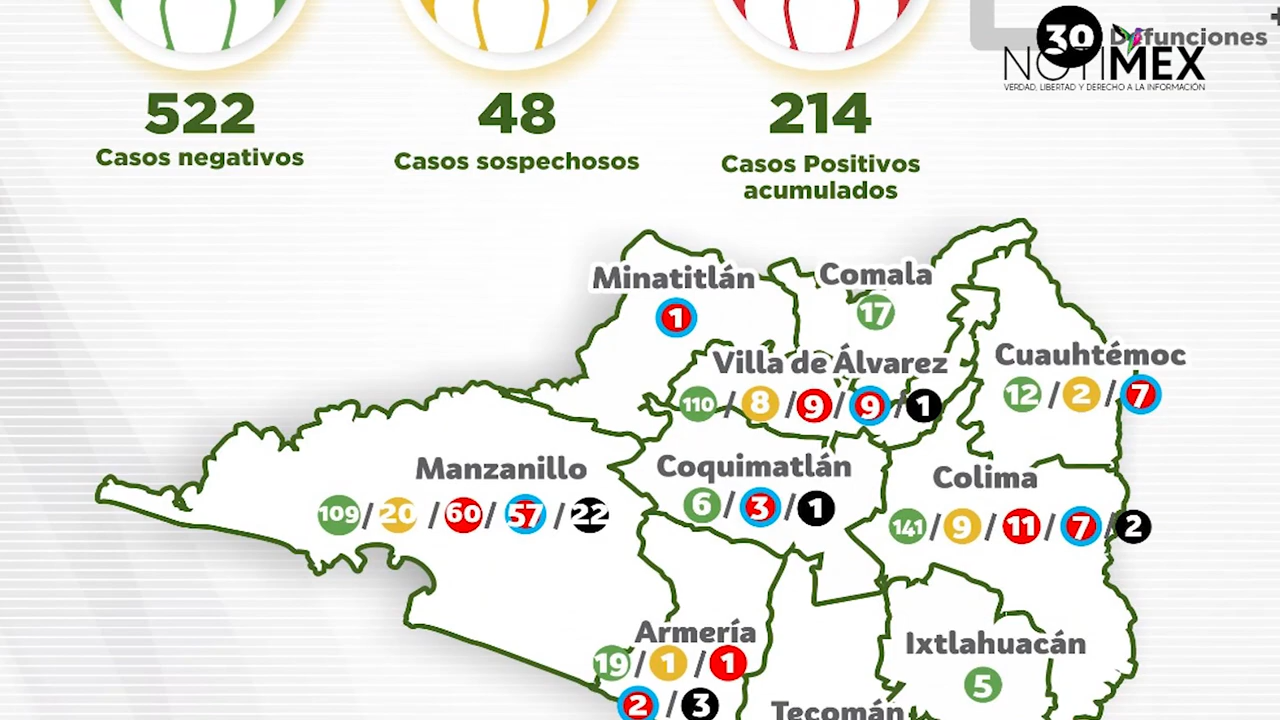 30 Defunciones
NOTIMEX
VERDAD, LIBERTAD Y DERECHO A LA INFORMACIÓN
522
Casos negativos
48
Casos sospechosos
214
Casos Positivos
acumulados
Minatitlán
1
Comala
17
Villa de Álvarez
110 / 8 / 9 / 9 / 1
Cuauhtémoc
12 / 2 / 7
Manzanillo
109 / 20 / 60 / 57 / 22
Coquimatlán
6 / 3 / 1
Colima
141 / 9 / 11 / 7 / 2
Armería
19 / 1 / 1
2 / 3
Ixtlahuacán
5
Tecomán